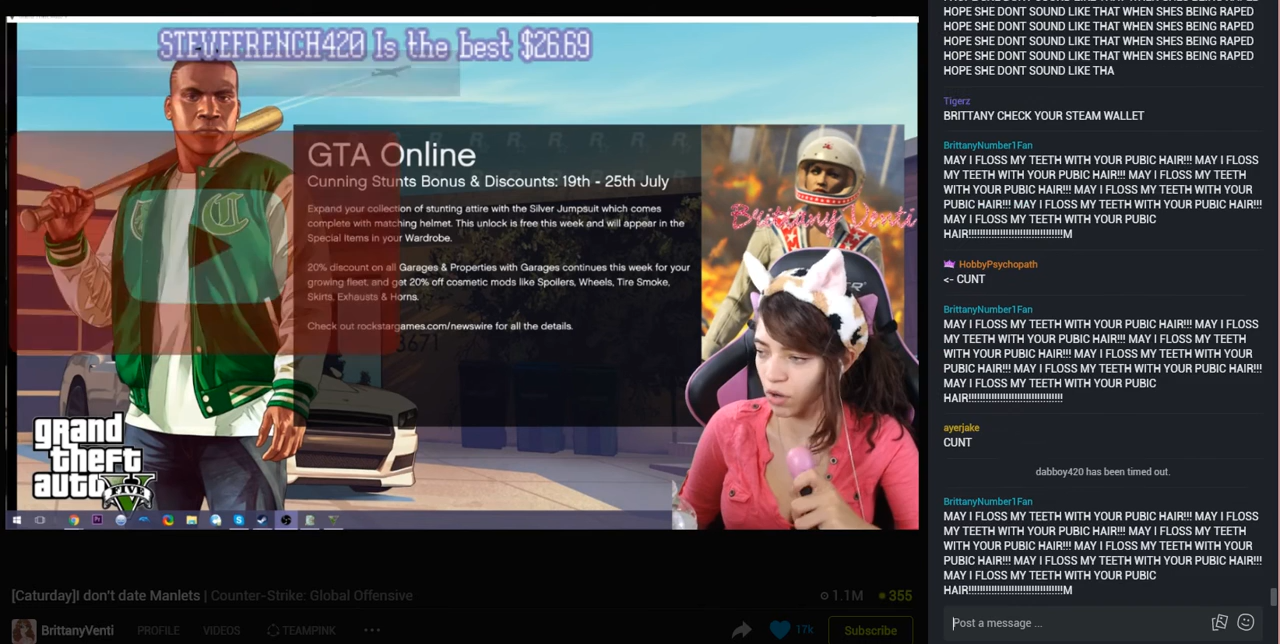 STEVEFRENCH420 Is the best $26.69
GTA Online
Cunning Stunts Bonus & Discounts: 19th - 25th July
Expand your collection of stunting attire with the Silver Jumpsuit which comes
complete with matching helmet. This unlock is free this week and will appear in the
Special Items in your Wardrobe.
20% discount on all Garages & Properties with Garages continues this week for your
growing fleet, and get 20% off cosmetic mods like Spoilers, Wheels, Tire Smoke,
Skirts, Exhausts & Horns.
Check out rockstargames.com/newswire for all the details.
3671
Brittany Venti
grand
theft
auto V
FIVE
[Caturday]I don't date Manlets | Counter-Strike: Global Offensive
1.1M
355
BrittanyVenti
PROFILE
VIDEOS
TEAMPINK
17k
Subscribe
HOPE SHE DONT SOUND LIKE THAT WHEN SHES BEING RAPED
HOPE SHE DONT SOUND LIKE THAT WHEN SHES BEING RAPED
HOPE SHE DONT SOUND LIKE THAT WHEN SHES BEING RAPED
HOPE SHE DONT SOUND LIKE THAT WHEN SHES BEING RAPED
HOPE SHE DONT SOUND LIKE THA
Tigerz
BRITTANY CHECK YOUR STEAM WALLET
BrittanyNumber1Fan
MAY I FLOSS MY TEETH WITH YOUR PUBIC HAIR!!! MAY I FLOSS
MY TEETH WITH YOUR PUBIC HAIR!!! MAY I FLOSS MY TEETH
WITH YOUR PUBIC HAIR!!! MAY I FLOSS MY TEETH WITH YOUR
PUBIC HAIR!!! MAY I FLOSS MY TEETH WITH YOUR PUBIC HAIR!!!
MAY I FLOSS MY TEETH WITH YOUR PUBIC
HAIR!!!!!!!!!!!!!!!!!!!!!!!!!!!!!!!!!!M
HobbyPsychopath
<- CUNT
BrittanyNumber1Fan
MAY I FLOSS MY TEETH WITH YOUR PUBIC HAIR!!! MAY I FLOSS
MY TEETH WITH YOUR PUBIC HAIR!!! MAY I FLOSS MY TEETH
WITH YOUR PUBIC HAIR!!! MAY I FLOSS MY TEETH WITH YOUR
PUBIC HAIR!!! MAY I FLOSS MY TEETH WITH YOUR PUBIC HAIR!!!
MAY I FLOSS MY TEETH WITH YOUR PUBIC
HAIR!!!!!!!!!!!!!!!!!!!!!!!!!!!!!!!!!!
ayerjake
CUNT
dabboy420 has been timed out.
BrittanyNumber1Fan
MAY I FLOSS MY TEETH WITH YOUR PUBIC HAIR!!! MAY I FLOSS
MY TEETH WITH YOUR PUBIC HAIR!!! MAY I FLOSS MY TEETH
WITH YOUR PUBIC HAIR!!! MAY I FLOSS MY TEETH WITH YOUR
PUBIC HAIR!!! MAY I FLOSS MY TEETH WITH YOUR PUBIC HAIR!!!
MAY I FLOSS MY TEETH WITH YOUR PUBIC
HAIR!!!!!!!!!!!!!!!!!!!!!!!!!!!!!!!!!!M
Post a message ...